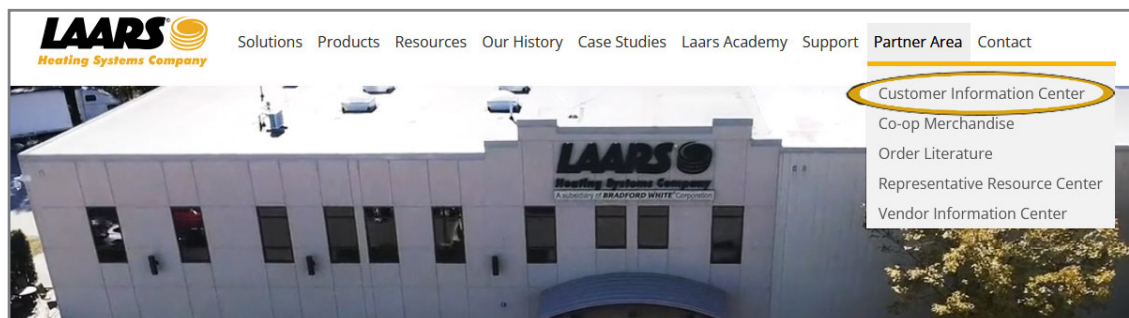 LAARS
Heating Systems Company
Solutions Products Resources Our History Case Studies Laars Academy Support Partner Area Contact
Customer Information Center
Co-op Merchandise
Order Literature
Representative Resource Center
Vendor Information Center
LAARS
Heating Systems Company
A subsidiary of BRADFORD WHITE® Corporation